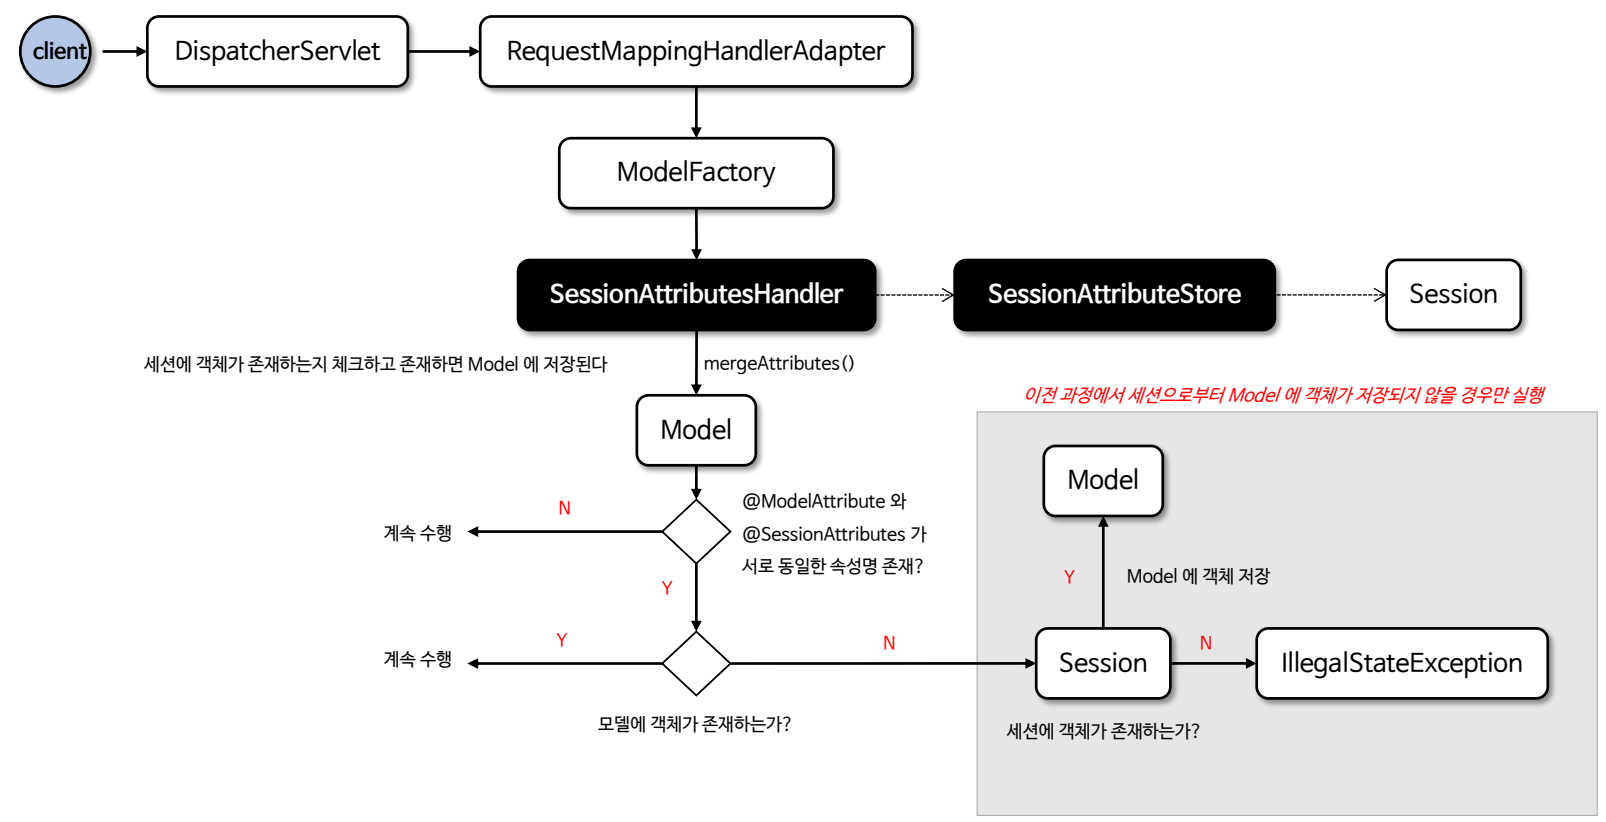 client
DispatcherServlet
RequestMappingHandlerAdapter
ModelFactory
SessionAttributesHandler
SessionAttributeStore
Session
세션에 객체가 존재하는지 체크하고 존재하면 Model 에 저장된다
mergeAttributes()
이전 과정에서 세션으로부터 Model 에 객체가 저장되지 않을 경우만 실행
Model
Model
@ModelAttribute 와
@SessionAttributes 가
서로 동일한 속성명 존재?
N
계속 수행
Y
Y
Model 에 객체 저장
Y
계속 수행
N
Session
N
IllegalStateException
모델에 객체가 존재하는가?
세션에 객체가 존재하는가?